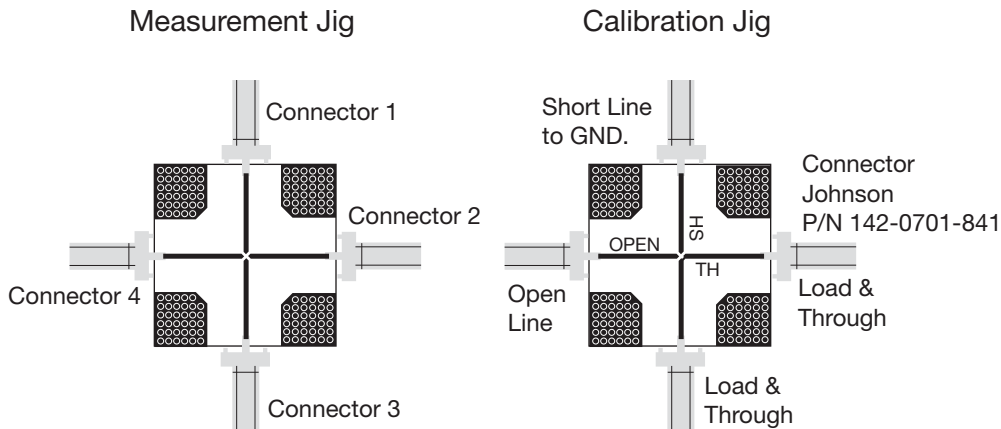 Measurement Jig
Connector 1
Connector 2
Connector 4
Connector 3
Calibration Jig
Short Line
to GND.
Connector
Johnson
P/N 142-0701-841
OPEN
HS
TH
Open
Line
Load &
Through
Load &
Through